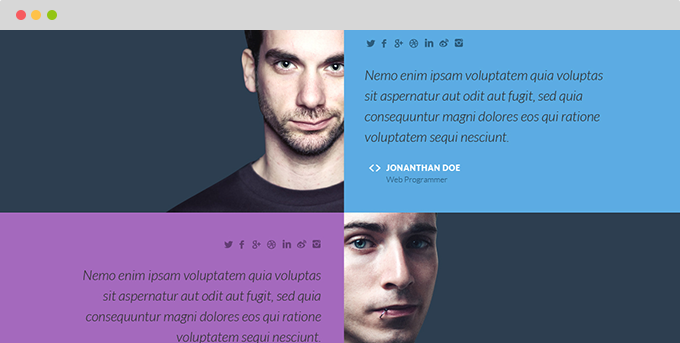 Nemo enim ipsam voluptatem quia voluptas
sit aspernatur aut odit aut fugit, sed quia
consequuntur magni dolores eos qui ratione
voluptatem sequi nesciunt.
JONANTHAN DOE
Web Programmer
Nemo enim ipsam voluptatem quia voluptas
sit aspernatur aut odit aut fugit, sed quia
consequuntur magni dolores eos qui ratione
voluptatem sequi nesciunt.